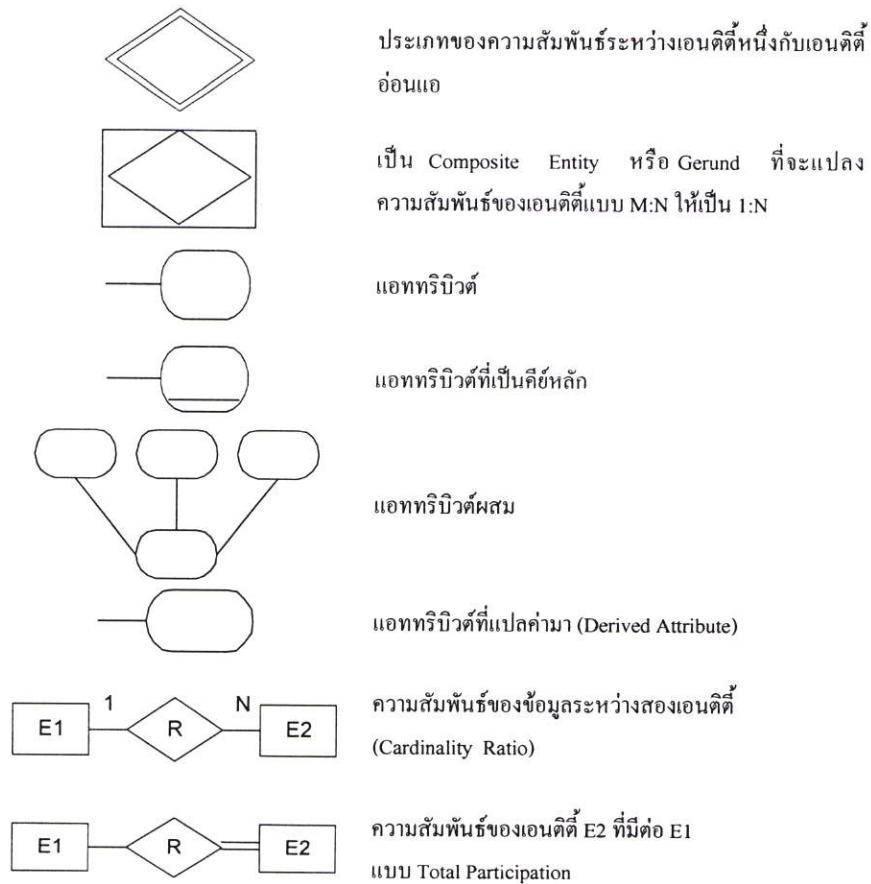 ประเภทของความสัมพันธ์ระหว่างเอนติตี้หนึ่งกับเอนติตี้
อ่อนแอ
เป็น Composite Entity หรือ Gerund ที่จะแปลง
ความสัมพันธ์ของเอนติตี้แบบ M:N ให้เป็น 1:N
แอททริบิวต์
แอททริบิวต์ที่เป็นคีย์หลัก
แอททริบิวต์ผสม
แอททริบิวต์ที่แปลค่ามา (Derived Attribute)
E1 1 R N E2
ความสัมพันธ์ของข้อมูลระหว่างสองเอนติตี้
(Cardinality Ratio)
E1 R E2
ความสัมพันธ์ของเอนติตี้ E2 ที่มีต่อ E1
แบบ Total Participation